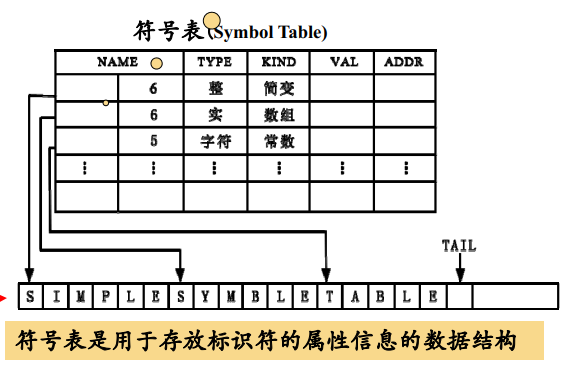 符号表(Symbol Table)
NAME TYPE KIND VAL ADDR
6 整 简变
6 实 数组
5 字符 常数
⋮ ⋮ ⋮ ⋮ ⋮ ⋮
TAIL
S I M P L E S Y M B L E T A B L E
符号表是用于存放标识符的属性信息的数据结构